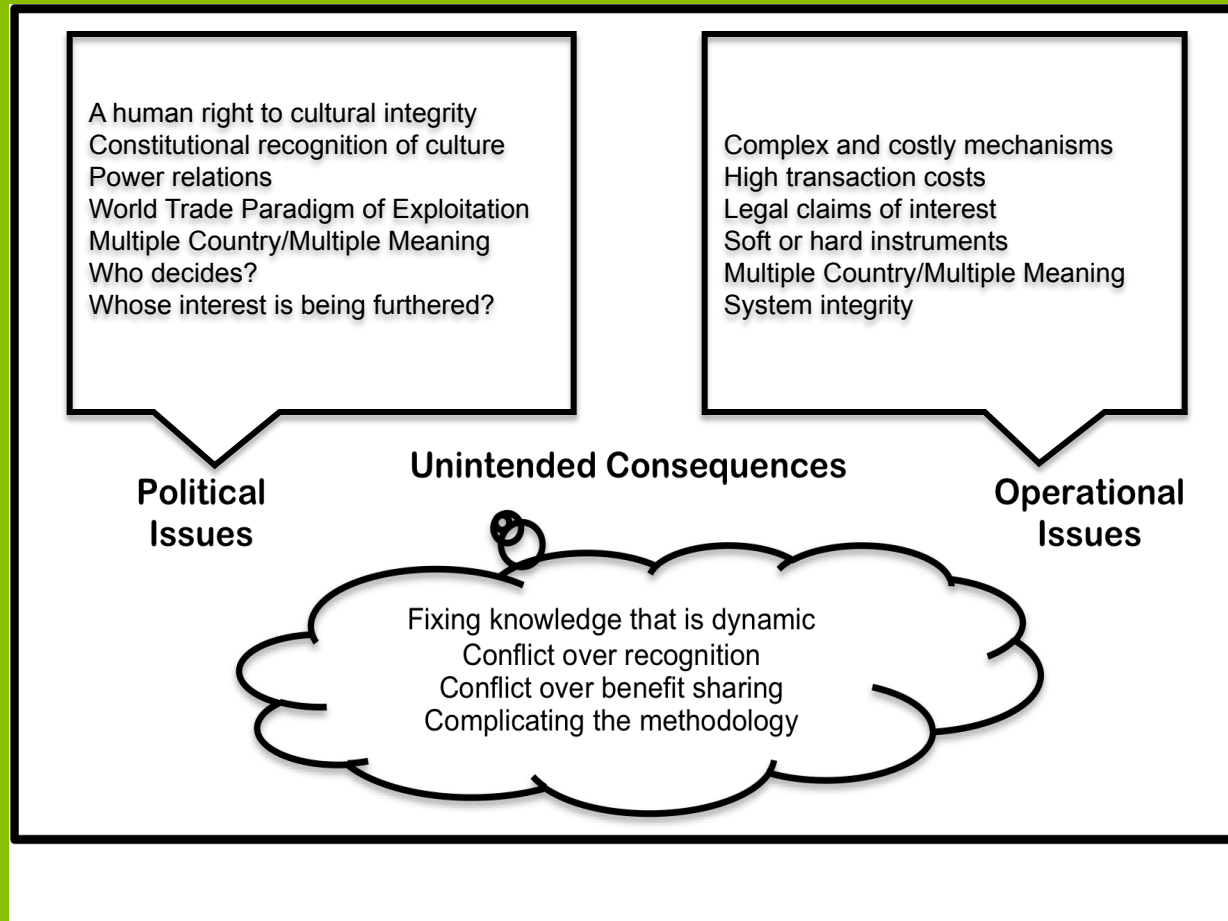 A human right to cultural integrity
Constitutional recognition of culture
Power relations
World Trade Paradigm of Exploitation
Multiple Country/Multiple Meaning
Who decides?
Whose interest is being furthered?
Political
Issues
Complex and costly mechanisms
High transaction costs
Legal claims of interest
Soft or hard instruments
Multiple Country/Multiple Meaning
System integrity
Operational
Issues
Unintended Consequences
Fixing knowledge that is dynamic
Conflict over recognition
Conflict over benefit sharing
Complicating the methodology